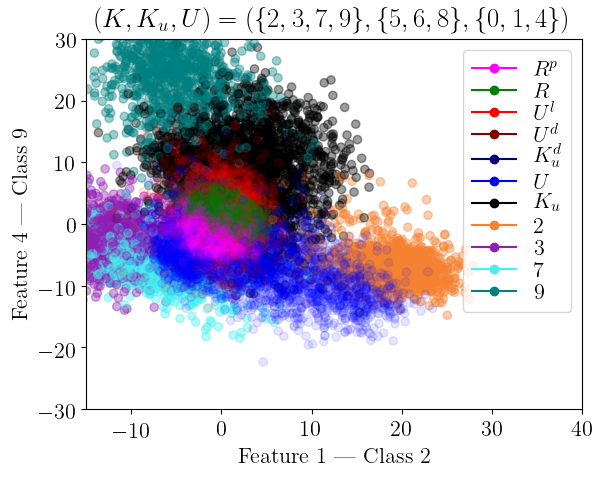 (K, K_u, U) = ({2, 3, 7, 9}, {5, 6, 8}, {0, 1, 4})
Feature 4 — Class 9
30
20
10
0
−10
−20
−30
−10
0
10
20
30
40
Feature 1 — Class 2
R^p
R
U^l
U^d
K_u^d
U
K_u
2
3
7
9